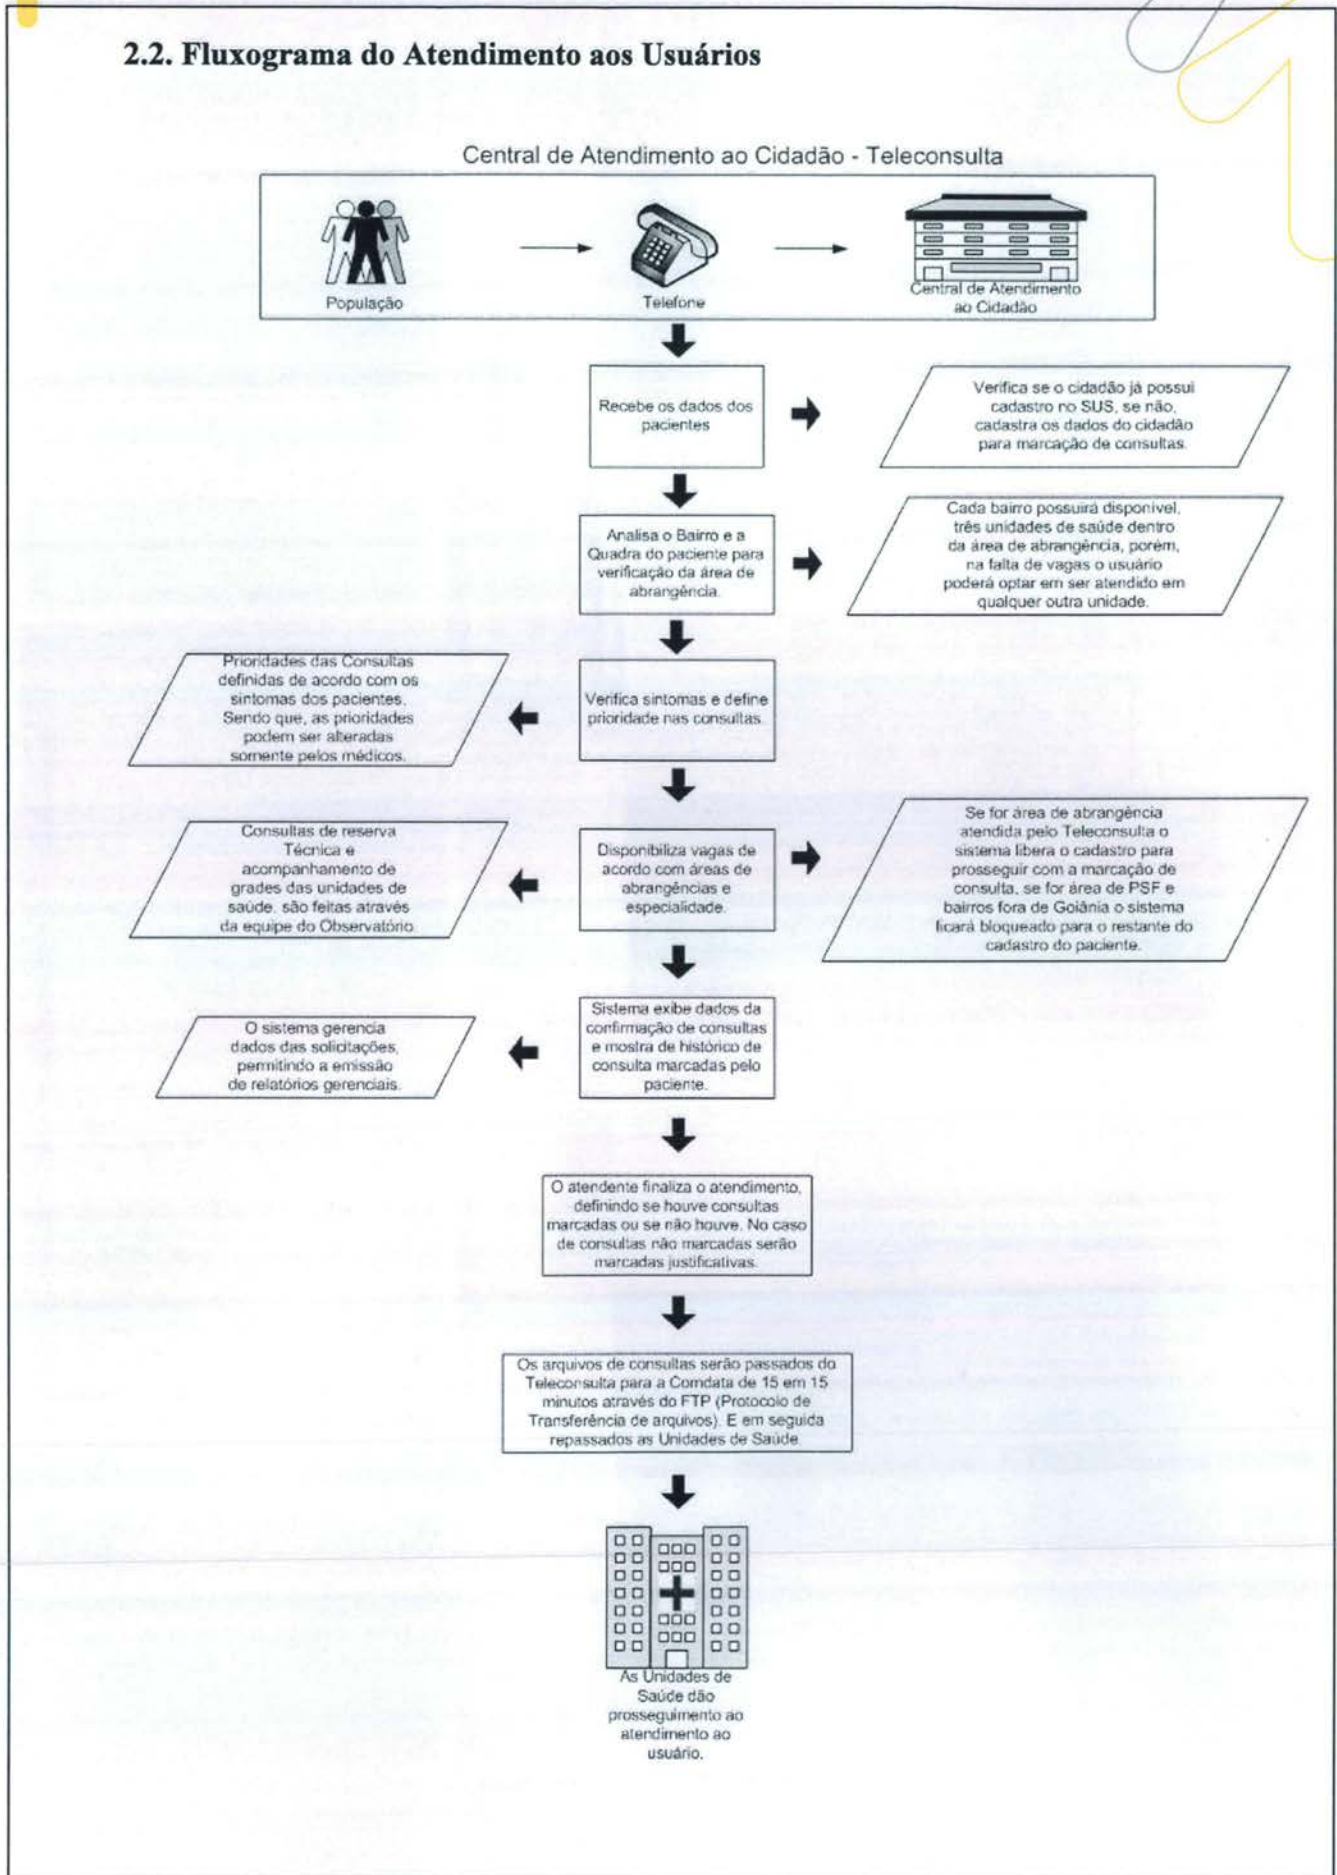 2.2. Fluxograma do Atendimento aos Usuários
Central de Atendimento ao Cidadão - Teleconsulta
População
Telefone
Central de Atendimento
ao Cidadão
Recebe os dados dos
pacientes
Verifica se o cidadão já possui
cadastro no SUS, se não,
cadastra os dados do cidadão
para marcação de consultas.
Analisa o Bairro e a
Quadra do paciente para
verificação da área de
abrangência.
Cada bairro possuirá disponível,
três unidades de saúde dentro
da área de abrangência, porém,
na falta de vagas o usuário
poderá optar em ser atendido em
qualquer outra unidade.
Prioridades das Consultas
definidas de acordo com os
sintomas dos pacientes.
Sendo que, as prioridades
podem ser alteradas
somente pelos médicos.
Verifica sintomas e define
prioridade nas consultas.
Consultas de reserva
Técnica e
acompanhamento de
grades das unidades de
saúde, são feitas através
da equipe do Observatório.
Disponibiliza vagas de
acordo com áreas de
abrangências e
especialidade.
Se for área de abrangência
atendida pelo Teleconsulta o
sistema libera o cadastro para
prosseguir com a marcação de
consulta, se for área de PSF e
bairros fora de Goiânia o sistema
ficará bloqueado para o restante do
cadastro do paciente.
O sistema gerencia
dados das solicitações,
permitindo a emissão
de relatórios gerenciais.
Sistema exibe dados da
confirmação de consultas
e mostra de histórico de
consulta marcadas pelo
paciente.
O atendente finaliza o atendimento,
definindo se houve consultas
marcadas ou se não houve. No caso
de consultas não marcadas serão
marcadas justificativas.
Os arquivos de consultas serão passados do
Teleconsulta para a Comdata de 15 em 15
minutos através do FTP (Protocolo de
Transferência de arquivos). E em seguida
repassados as Unidades de Saúde.
As Unidades de
Saúde dão
prosseguimento ao
atendimento ao
usuário.